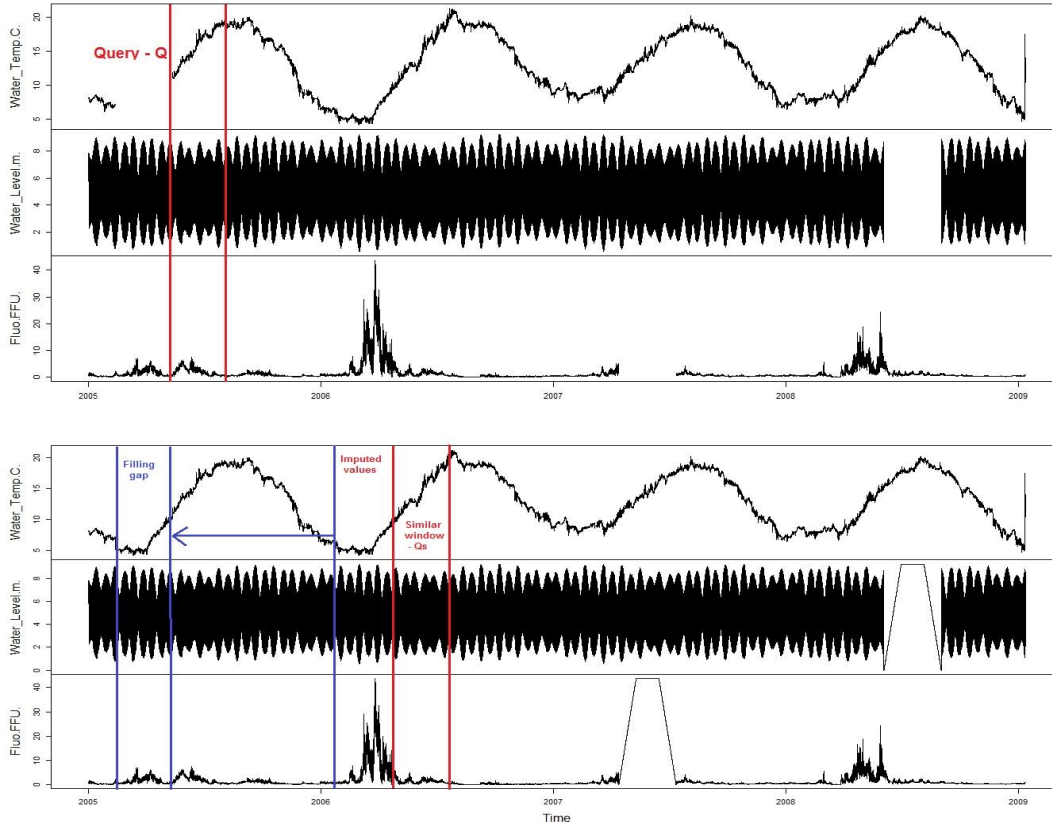 20
15
10
5
Water_Temp.C.
Query - Q
8
6
4
2
Water_Level.m.
40
30
20
10
0
Fluo.FFU.
2005
2006
2007
2008
2009
20
15
10
5
Water_Temp.C.
Filling
gap
Imputed
values
Similar
window
- Qs
8
6
4
2
0
Water_Level.m.
40
30
20
10
0
Fluo.FFU.
2005
2006
2007
2008
2009
Time